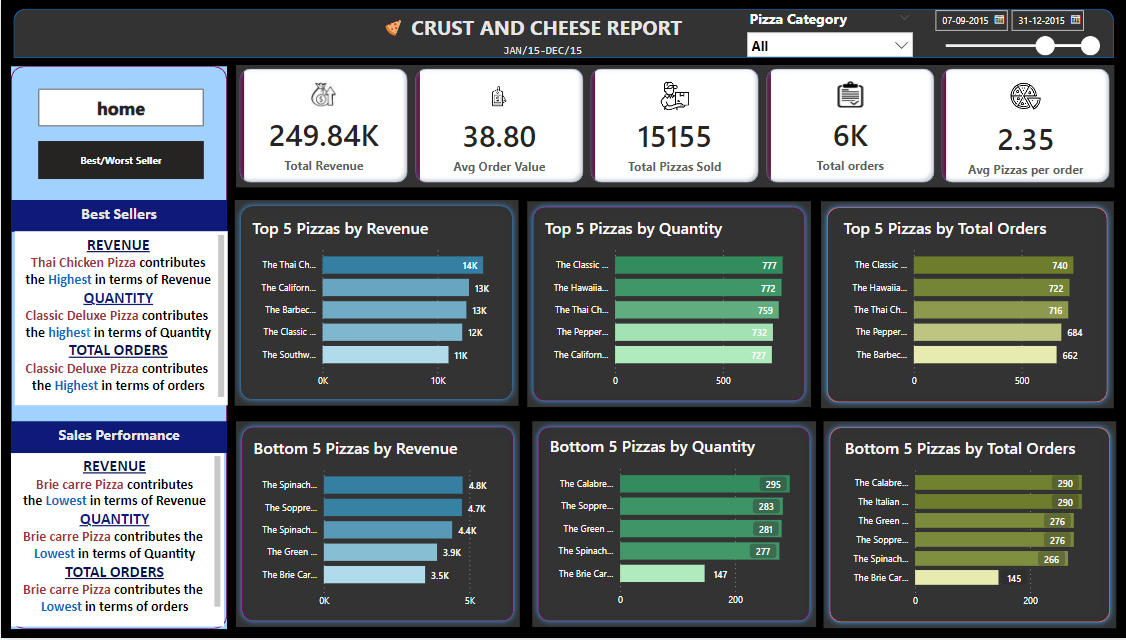 CRUST AND CHEESE REPORT
JAN/15-DEC/15
Pizza Category
All
07-09-2015
31-12-2015
home
Best/Worst Seller
249.84K
Total Revenue
38.80
Avg Order Value
15155
Total Pizzas Sold
6K
Total orders
2.35
Avg Pizzas per order
Best Sellers
REVENUE
Thai Chicken Pizza contributes
the Highest in terms of Revenue
QUANTITY
Classic Deluxe Pizza contributes
the highest in terms of Quantity
TOTAL ORDERS
Classic Deluxe Pizza contributes
the Highest in terms of orders
Sales Performance
REVENUE
Brie carre Pizza contributes
the Lowest in terms of Revenue
QUANTITY
Brie carre Pizza contributes the
Lowest in terms of Quantity
TOTAL ORDERS
Brie carre Pizza contributes the
Lowest in terms of orders
Top 5 Pizzas by Revenue
The Thai Ch... 14K
The Californ... 13K
The Barbec... 13K
The Classic ... 12K
The Southw... 11K
0K 10K
Top 5 Pizzas by Quantity
The Classic ... 777
The Hawaiia... 772
The Thai Ch... 759
The Pepper... 732
The Californ... 727
0 500
Top 5 Pizzas by Total Orders
The Classic ... 740
The Hawaiia... 722
The Thai Ch... 716
The Pepper... 684
The Barbec... 662
0 500
Bottom 5 Pizzas by Revenue
The Spinach... 4.8K
The Soppre... 4.7K
The Spinach... 4.4K
The Green ... 3.9K
The Brie Car... 3.5K
0K 5K
Bottom 5 Pizzas by Quantity
The Calabre... 295
The Soppre... 283
The Green ... 281
The Spinach... 277
The Brie Car... 147
0 200
Bottom 5 Pizzas by Total Orders
The Calabre... 290
The Italian ... 290
The Green ... 276
The Soppre... 276
The Spinach... 266
The Brie Car... 145
0 200